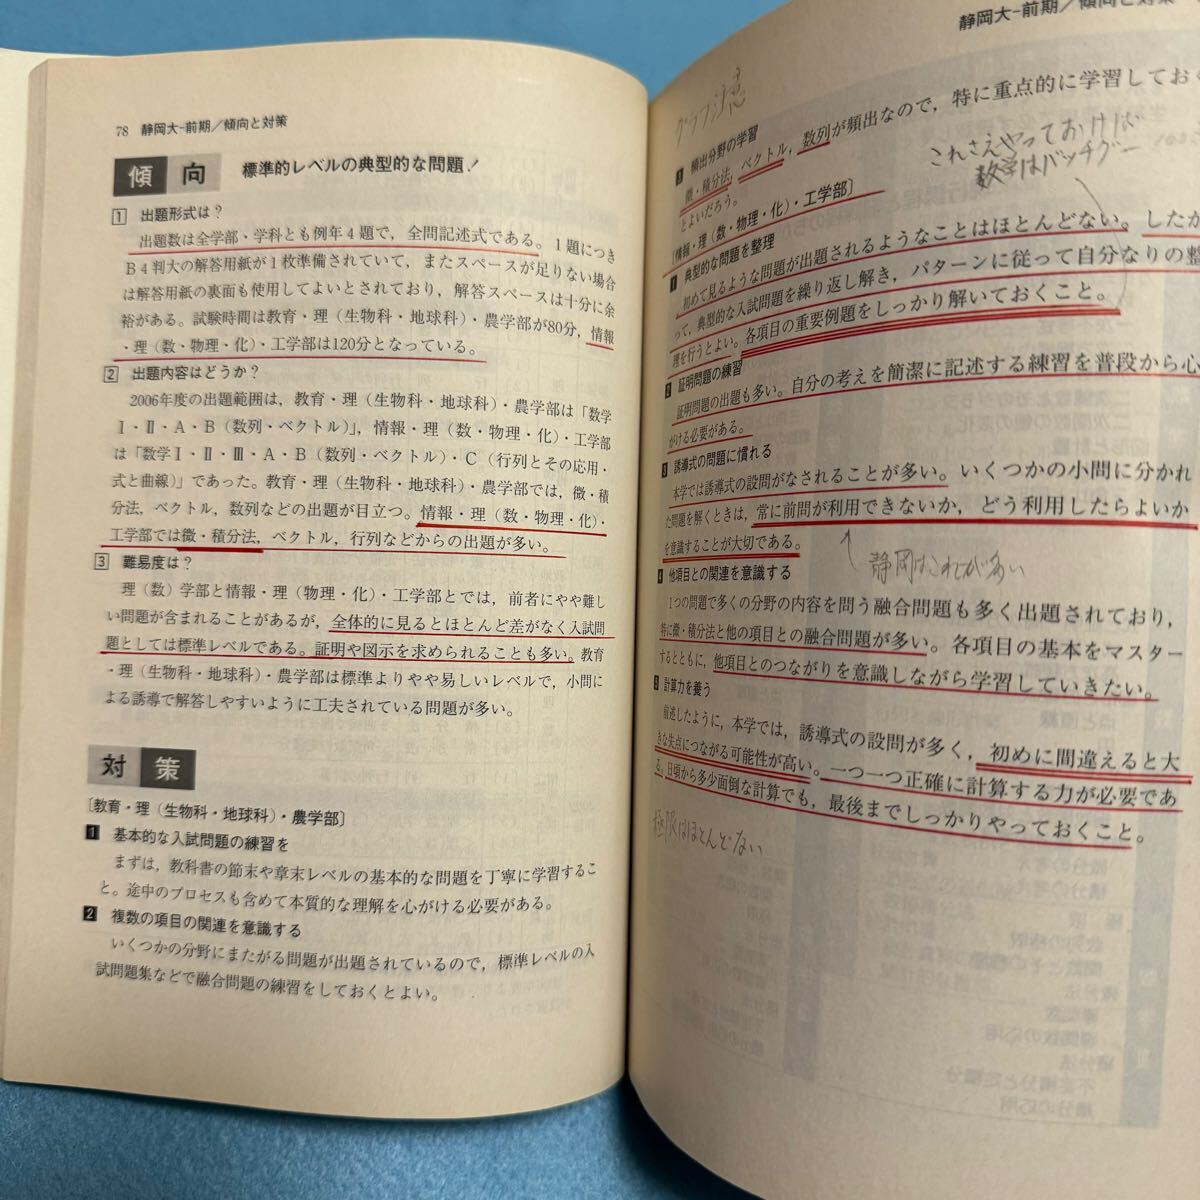 78 静岡大-前期／傾向と対策
傾向 標準的レベルの典型的な問題！
1 出題形式は？
出題数は全学部・学科とも例年4題で，全問記述式である。1題につき
B4判大の解答用紙が1枚準備されていて，またスペースが足りない場合
は解答用紙の裏面も使用してよいとされており，解答スペースは十分に余
裕がある。試験時間は教育・理（生物科・地球科）・農学部が80分，情報
・理（数・物理・化）・工学部は120分となっている。
2 出題内容はどうか？
2006年度の出題範囲は，教育・理（生物科・地球科）・農学部は「数学
Ⅰ・Ⅱ・A・B（数列・ベクトル）」，情報・理（数・物理・化）・工学部
は「数学Ⅰ・Ⅱ・Ⅲ・A・B（数列・ベクトル）・C（行列とその応用・
式と曲線）」であった。教育・理（生物科・地球科）・農学部では，微・積
分法，ベクトル，数列などの出題が目立つ。情報・理（数・物理・化）・
工学部では微・積分法，ベクトル，行列などからの出題が多い。
3 難易度は？
理（数）学部と情報・理（物理・化）・工学部とでは，前者にやや難し
い問題が含まれることがあるが，全体的に見るとほとんど差がなく入試問
題としては標準レベルである。証明や図示を求められることも多い。教育
・理（生物科・地球科）・農学部は標準よりやや易しいレベルで，小問に
よる誘導で解答しやすいように工夫されている問題が多い。
対策
〔教育・理（生物科・地球科）・農学部〕
1 基本的な入試問題の練習を
まずは，教科書の節末や章末レベルの基本的な問題を丁寧に学習するこ
と。途中のプロセスも含めて本質的な理解を心がける必要がある。
2 複数の項目の関連を意識する
いくつかの分野にまたがる問題が出題されているので，標準レベルの入
試問題集などで融合問題の練習をしておくとよい。
静岡大-前期／傾向と対策
グラフ注意
3 頻出分野の学習
微・積分法，ベクトル，数列が頻出なので，特に重点的に学習しておく
とよいだろう。
これさえやっておけば
数学はバッチグー
〔情報・理（数・物理・化）・工学部〕
1 典型的な問題を整理
初めて見るような問題が出題されるようなことはほとんどない。したが
って，典型的な入試問題を繰り返し解き，パターンに従って自分なりの整
理を行うとよい。各項目の重要例題をしっかり解いておくこと。
2 証明問題の練習
証明問題の出題も多い。自分の考えを簡潔に記述する練習を普段から心
がける必要がある。
3 誘導式の問題に慣れる
本学では誘導式の設問がなされることが多い。いくつかの小問に分かれ
た問題を解くときは，常に前問が利用できないか，どう利用したらよいか
を意識することが大切である。
静岡はこれが多い
4 他項目との関連を意識する
1つの問題で多くの分野の内容を問う融合問題も多く出題されており，
特に微・積分法と他の項目との融合問題が多い。各項目の基本をマスター
するとともに，他項目とのつながりを意識しながら学習していきたい。
5 計算力を養う
前述したように，本学では，誘導式の設問が多く，初めに間違えると大
きな失点につながる可能性が高い。一つ一つ正確に計算する力が必要であ
る。日頃から多少面倒な計算でも，最後までしっかりやっておくこと。
極限はほとんどない